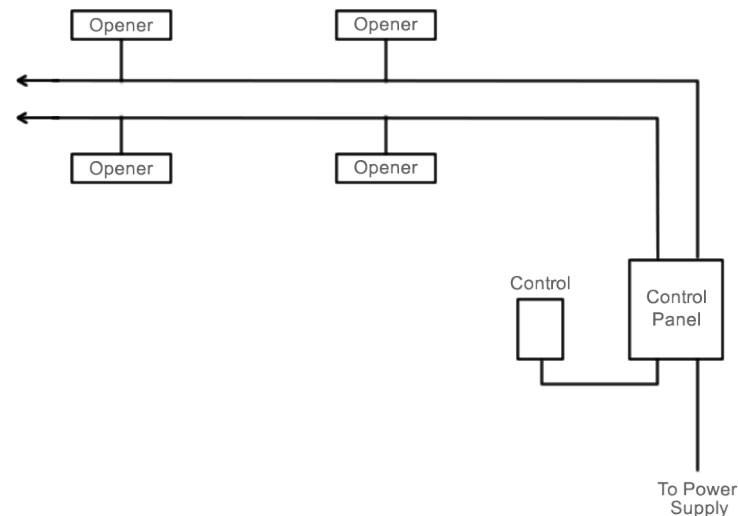 Opener
Opener
Opener
Opener
Control
Control
Panel
To Power
Supply